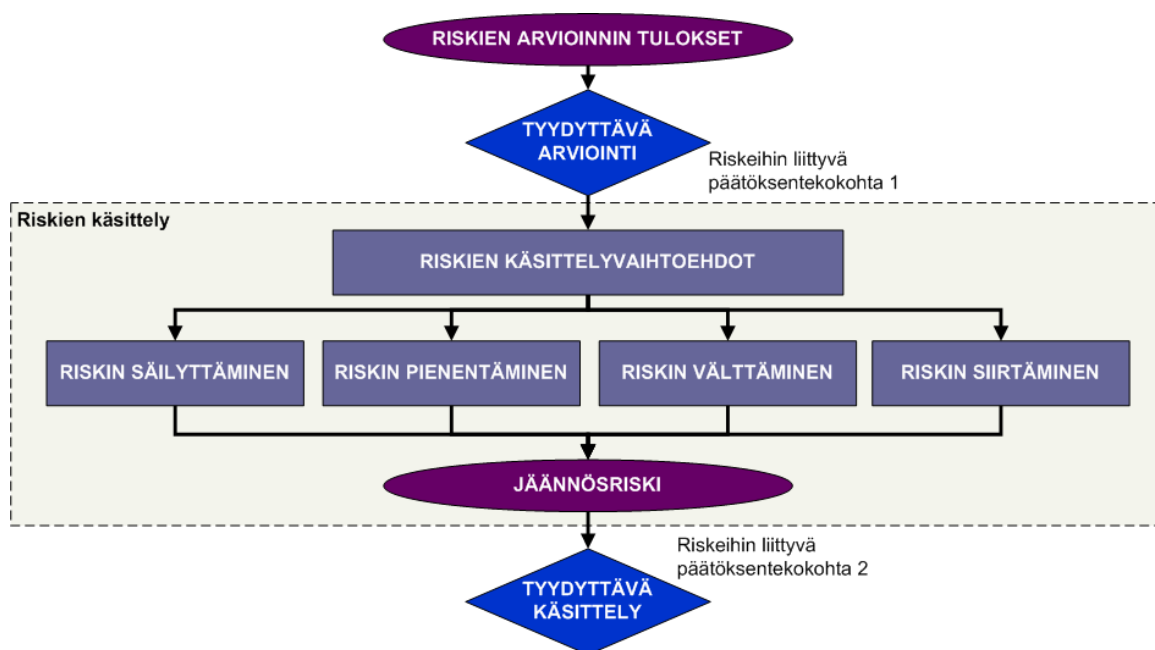 RISKIEN ARVIOINNIN TULOKSET
TYYDYTTÄVÄ
ARVIOINTI
Riskeihin liittyvä
päätöksentekokohta 1
Riskien käsittely
RISKIEN KÄSITTELYVAIHTOEHDOT
RISKIN SÄILYTTÄMINEN
RISKIN PIENENTÄMINEN
RISKIN VÄLTTÄMINEN
RISKIN SIIRTÄMINEN
JÄÄNNÖSRISKI
Riskeihin liittyvä
päätöksentekokohta 2
TYYDYTTÄVÄ
KÄSITTELY